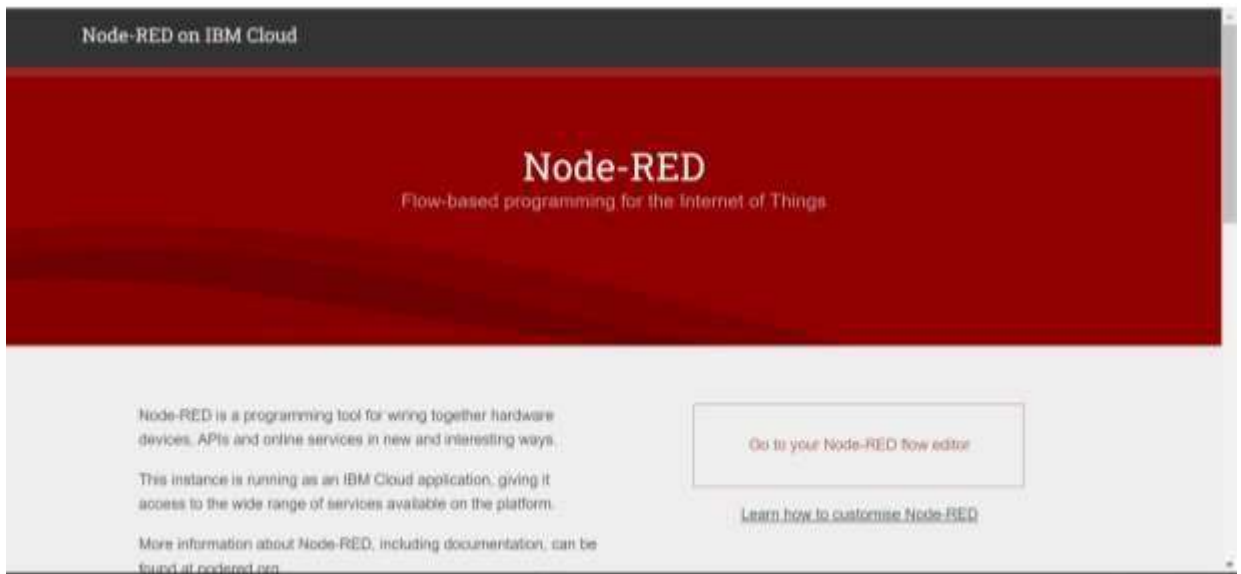 Node-RED on IBM Cloud
Node-RED
Flow-based programming for the Internet of Things
Node-RED is a programming tool for wiring together hardware
devices, APIs and online services in new and interesting ways.
This instance is running as an IBM Cloud application, giving it
access to the wide range of services available on the platform.
More information about Node-RED, including documentation, can be
found at nodered.org.
Go to your Node-RED flow editor
Learn how to customise Node-RED